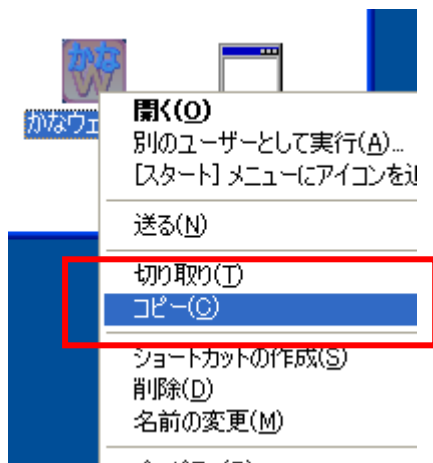 かな
W
かなウェ
開く(O)
別のユーザーとして実行(A)...
[スタート] メニューにアイコンを
送る(N)
切り取り(T)
コピー(C)
ショートカットの作成(S)
削除(D)
名前の変更(M)